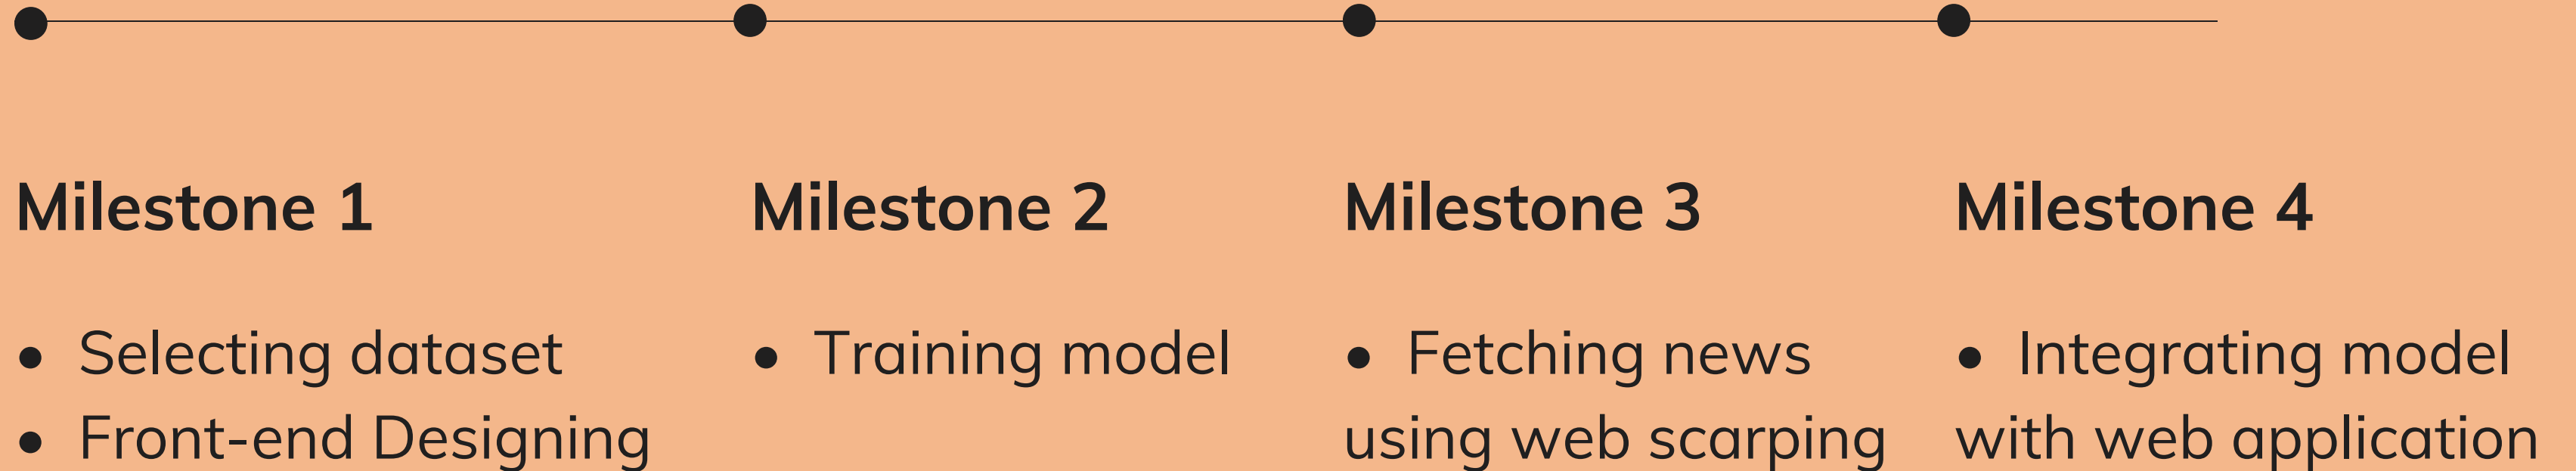 Milestone 1
• Selecting dataset
• Front-end Designing
Milestone 2
• Training model
Milestone 3
• Fetching news
using web scarping
Milestone 4
• Integrating model
with web application